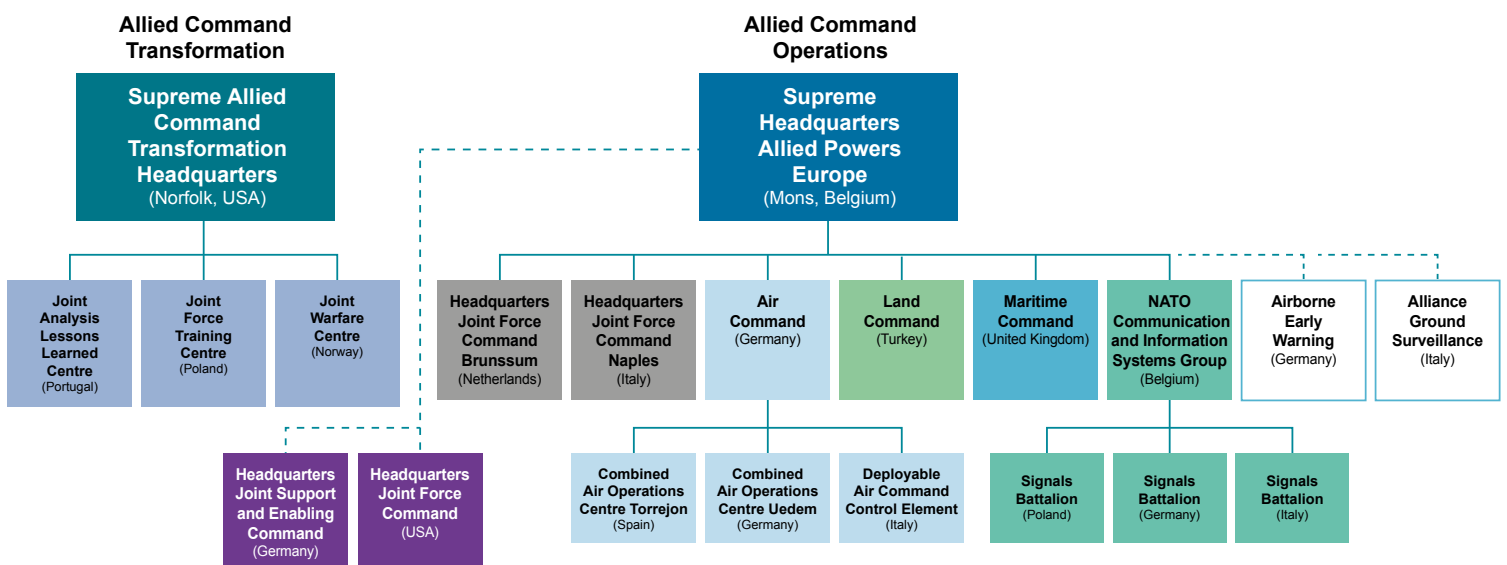 Allied Command
Transformation
Supreme Allied
Command
Transformation
Headquarters
(Norfolk, USA)
Allied Command
Operations
Supreme
Headquarters
Allied Powers
Europe
(Mons, Belgium)
Joint
Analysis
Lessons
Learned
Centre
(Portugal)
Joint
Force
Training
Centre
(Poland)
Joint
Warfare
Centre
(Norway)
Headquarters
Joint Force
Command
Brunssum
(Netherlands)
Headquarters
Joint Force
Command
Naples
(Italy)
Air
Command
(Germany)
Land
Command
(Turkey)
Maritime
Command
(United Kingdom)
NATO
Communication
and Information
Systems Group
(Belgium)
Airborne
Early
Warning
(Germany)
Alliance
Ground
Surveillance
(Italy)
Headquarters
Joint Support
and Enabling
Command
(Germany)
Headquarters
Joint Force
Command
(USA)
Combined
Air Operations
Centre Torrejon
(Spain)
Combined
Air Operations
Centre Uedem
(Germany)
Deployable
Air Command
Control Element
(Italy)
Signals
Battalion
(Poland)
Signals
Battalion
(Germany)
Signals
Battalion
(Italy)